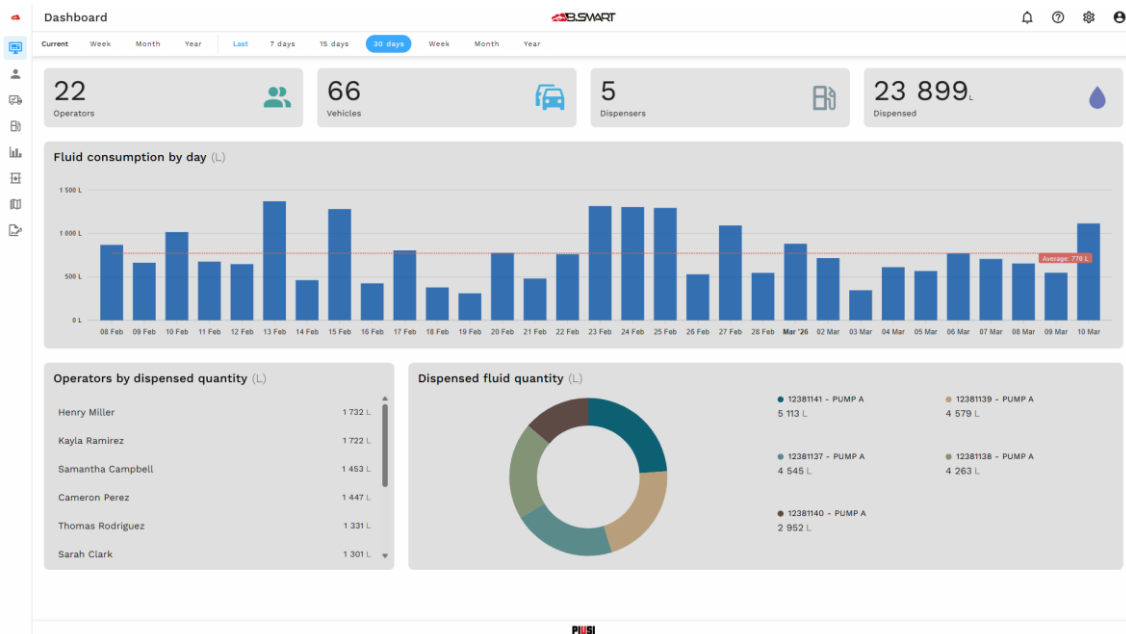 Dashboard
B.SMART
Current Week Month Year Last 7 days 15 days 30 days Week Month Year
22
Operators
66
Vehicles
5
Dispensers
23 899 L
Dispensed
Fluid consumption by day (L)
1 500 L
1 000 L
500 L
0 L
Average: 778 L
08 Feb 09 Feb 10 Feb 11 Feb 12 Feb 13 Feb 14 Feb 15 Feb 16 Feb 17 Feb 18 Feb 19 Feb 20 Feb 21 Feb 22 Feb 23 Feb 24 Feb 25 Feb 26 Feb 27 Feb 28 Feb Mar '26 02 Mar 03 Mar 04 Mar 05 Mar 06 Mar 07 Mar 08 Mar 09 Mar 10 Mar
Operators by dispensed quantity (L)
Henry Miller 1 732 L
Kayla Ramirez 1 722 L
Samantha Campbell 1 453 L
Cameron Perez 1 447 L
Thomas Rodriguez 1 331 L
Sarah Clark 1 301 L
Dispensed fluid quantity (L)
12381141 - PUMP A
5 113 L
12381139 - PUMP A
4 579 L
12381137 - PUMP A
4 545 L
12381138 - PUMP A
4 263 L
12381140 - PUMP A
2 952 L
PIUSI